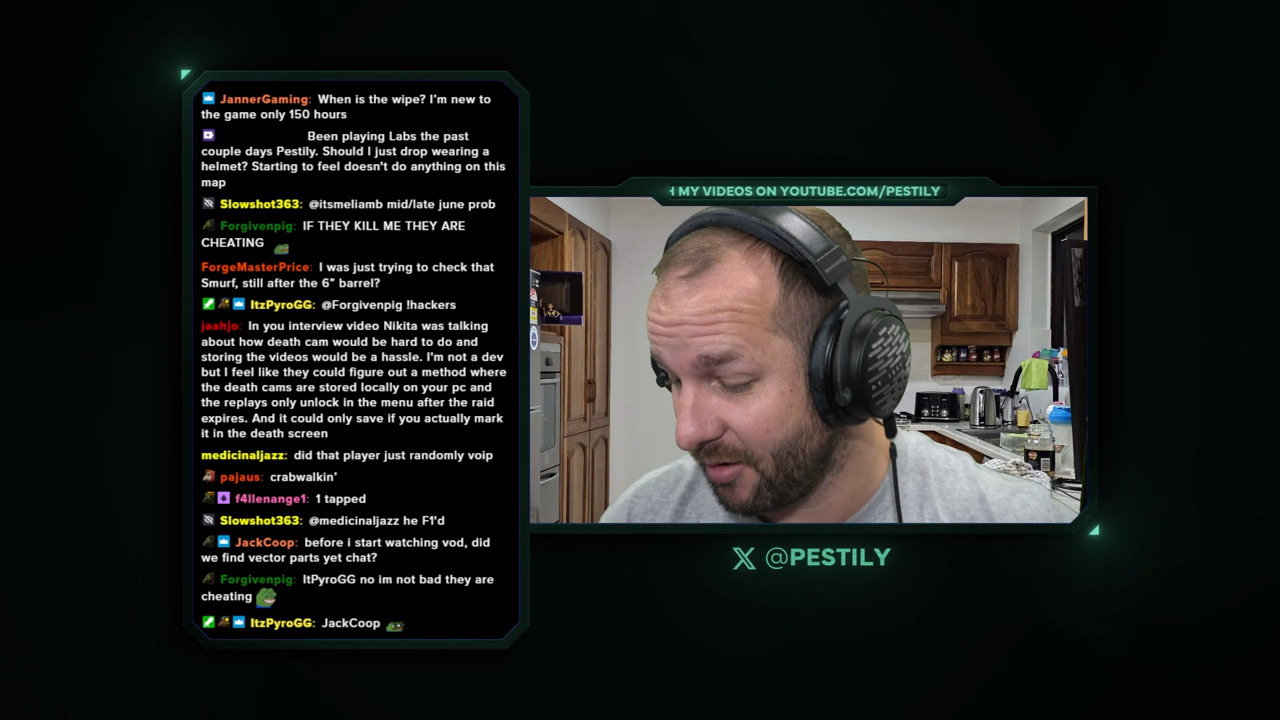 JannerGaming: When is the wipe? I'm new to
the game only 150 hours
Been playing Labs the past
couple days Pestily. Should I just drop wearing a
helmet? Starting to feel doesn't do anything on this
map
Slowshot363: @itsmeliamb mid/late june prob
Forgivenpig: IF THEY KILL ME THEY ARE
CHEATING
ForgeMasterPrice: I was just trying to check that
Smurf, still after the 6" barrel?
ItzPyroGG: @Forgivenpig !hackers
jaahjo: In you interview video Nikita was talking
about how death cam would be hard to do and
storing the videos would be a hassle. I'm not a dev
but I feel like they could figure out a method where
the death cams are stored locally on your pc and
the replays only unlock in the menu after the raid
expires. And it could only save if you actually mark
it in the death screen
medicinaljazz: did that player just randomly voip
pajaus: crabwalkin'
f4llenange1: 1 tapped
Slowshot363: @medicinaljazz he F1'd
JackCoop: before i start watching vod, did
we find vector parts yet chat?
Forgivenpig: ItPyroGG no im not bad they are
cheating
ItzPyroGG: JackCoop
MY VIDEOS ON YOUTUBE.COM/PESTILY
X @PESTILY